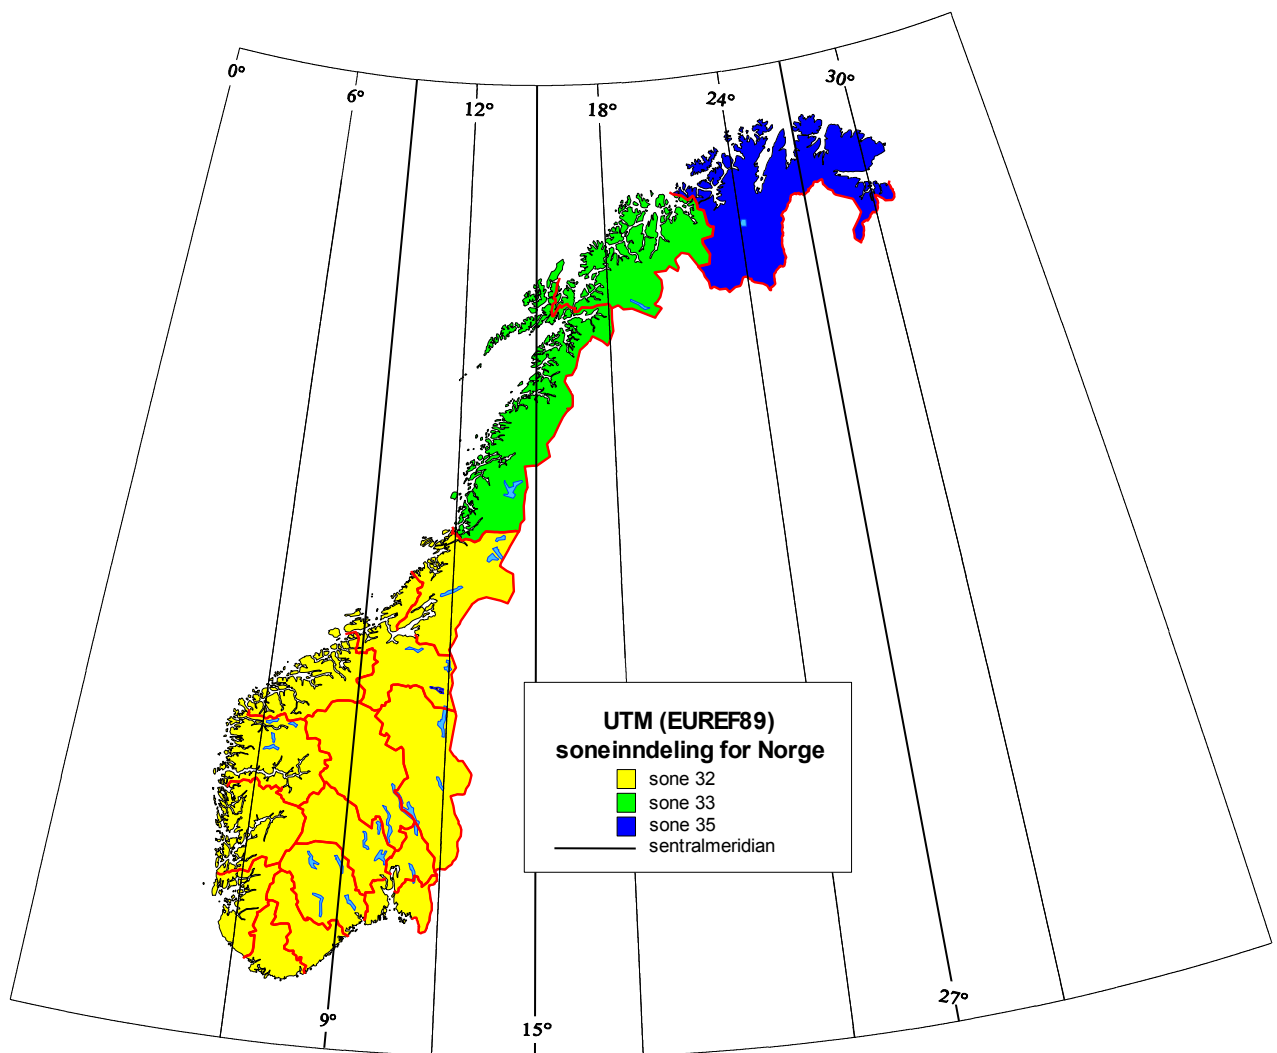 0°
6°
12°
18°
24°
30°
UTM (EUREF89)
soneinndeling for Norge
sone 32
sone 33
sone 35
sentralmeridian
9°
15°
27°